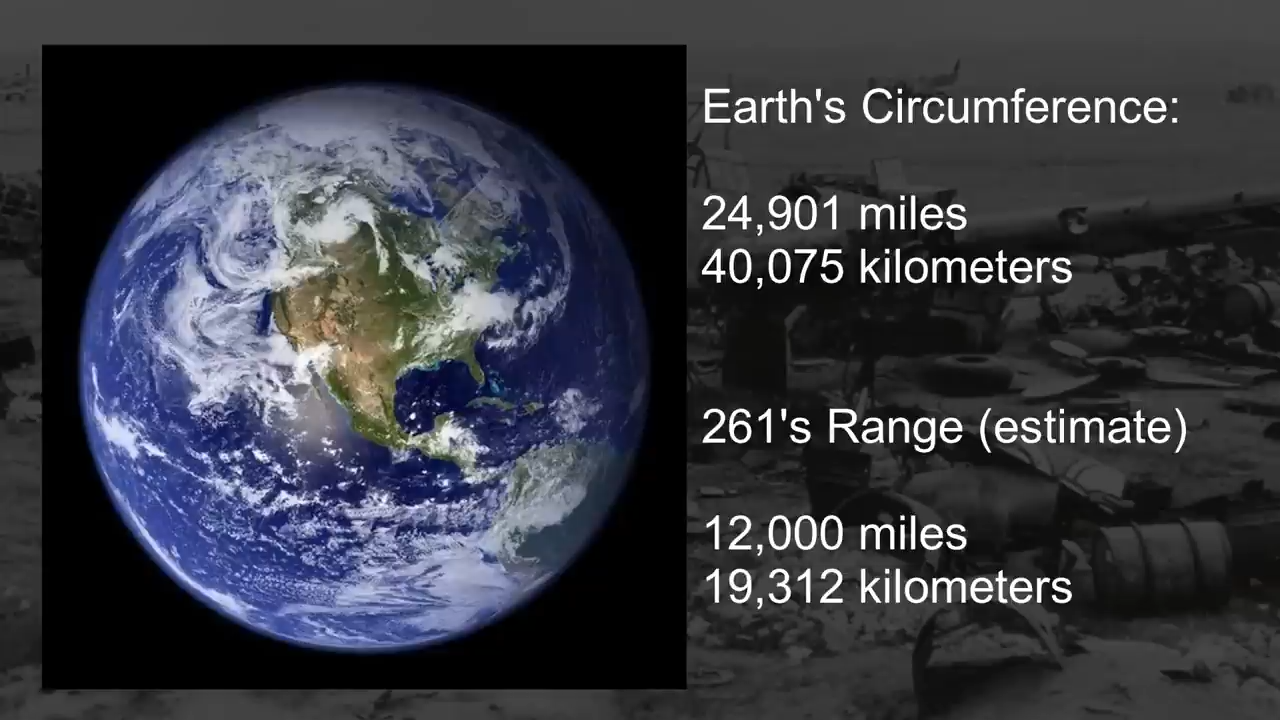 Earth's Circumference:
24,901 miles
40,075 kilometers
261's Range (estimate)
12,000 miles
19,312 kilometers